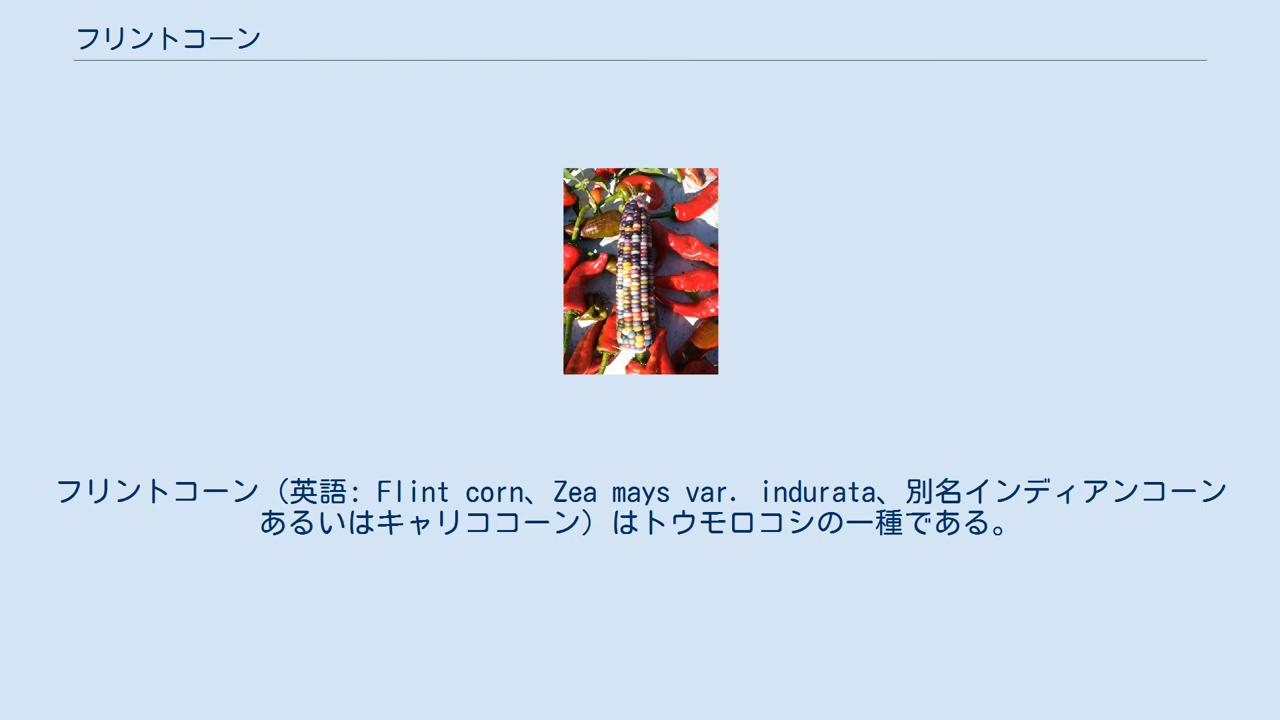 フリントコーン
フリントコーン（英語: Flint corn、Zea mays var. indurata、別名インディアンコーン
あるいはキャリココーン）はトウモロコシの一種である。